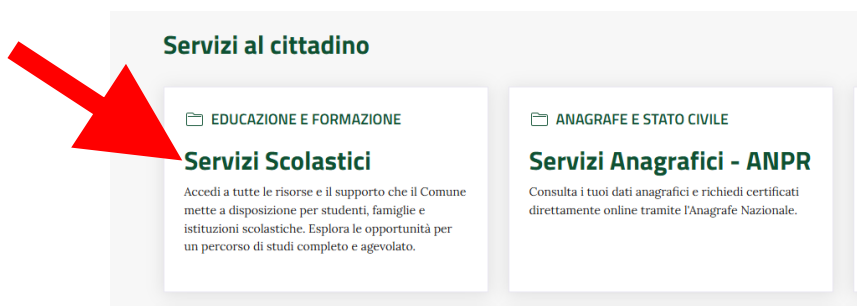 Servizi al cittadino
EDUCAZIONE E FORMAZIONE
Servizi Scolastici
Accedi a tutte le risorse e il supporto che il Comune
mette a disposizione per studenti, famiglie e
istituzioni scolastiche. Esplora le opportunità per
un percorso di studi completo e agevolato.
ANAGRAFE E STATO CIVILE
Servizi Anagrafici - ANPR
Consulta i tuoi dati anagrafici e richiedi certificati
direttamente online tramite l'Anagrafe Nazionale.